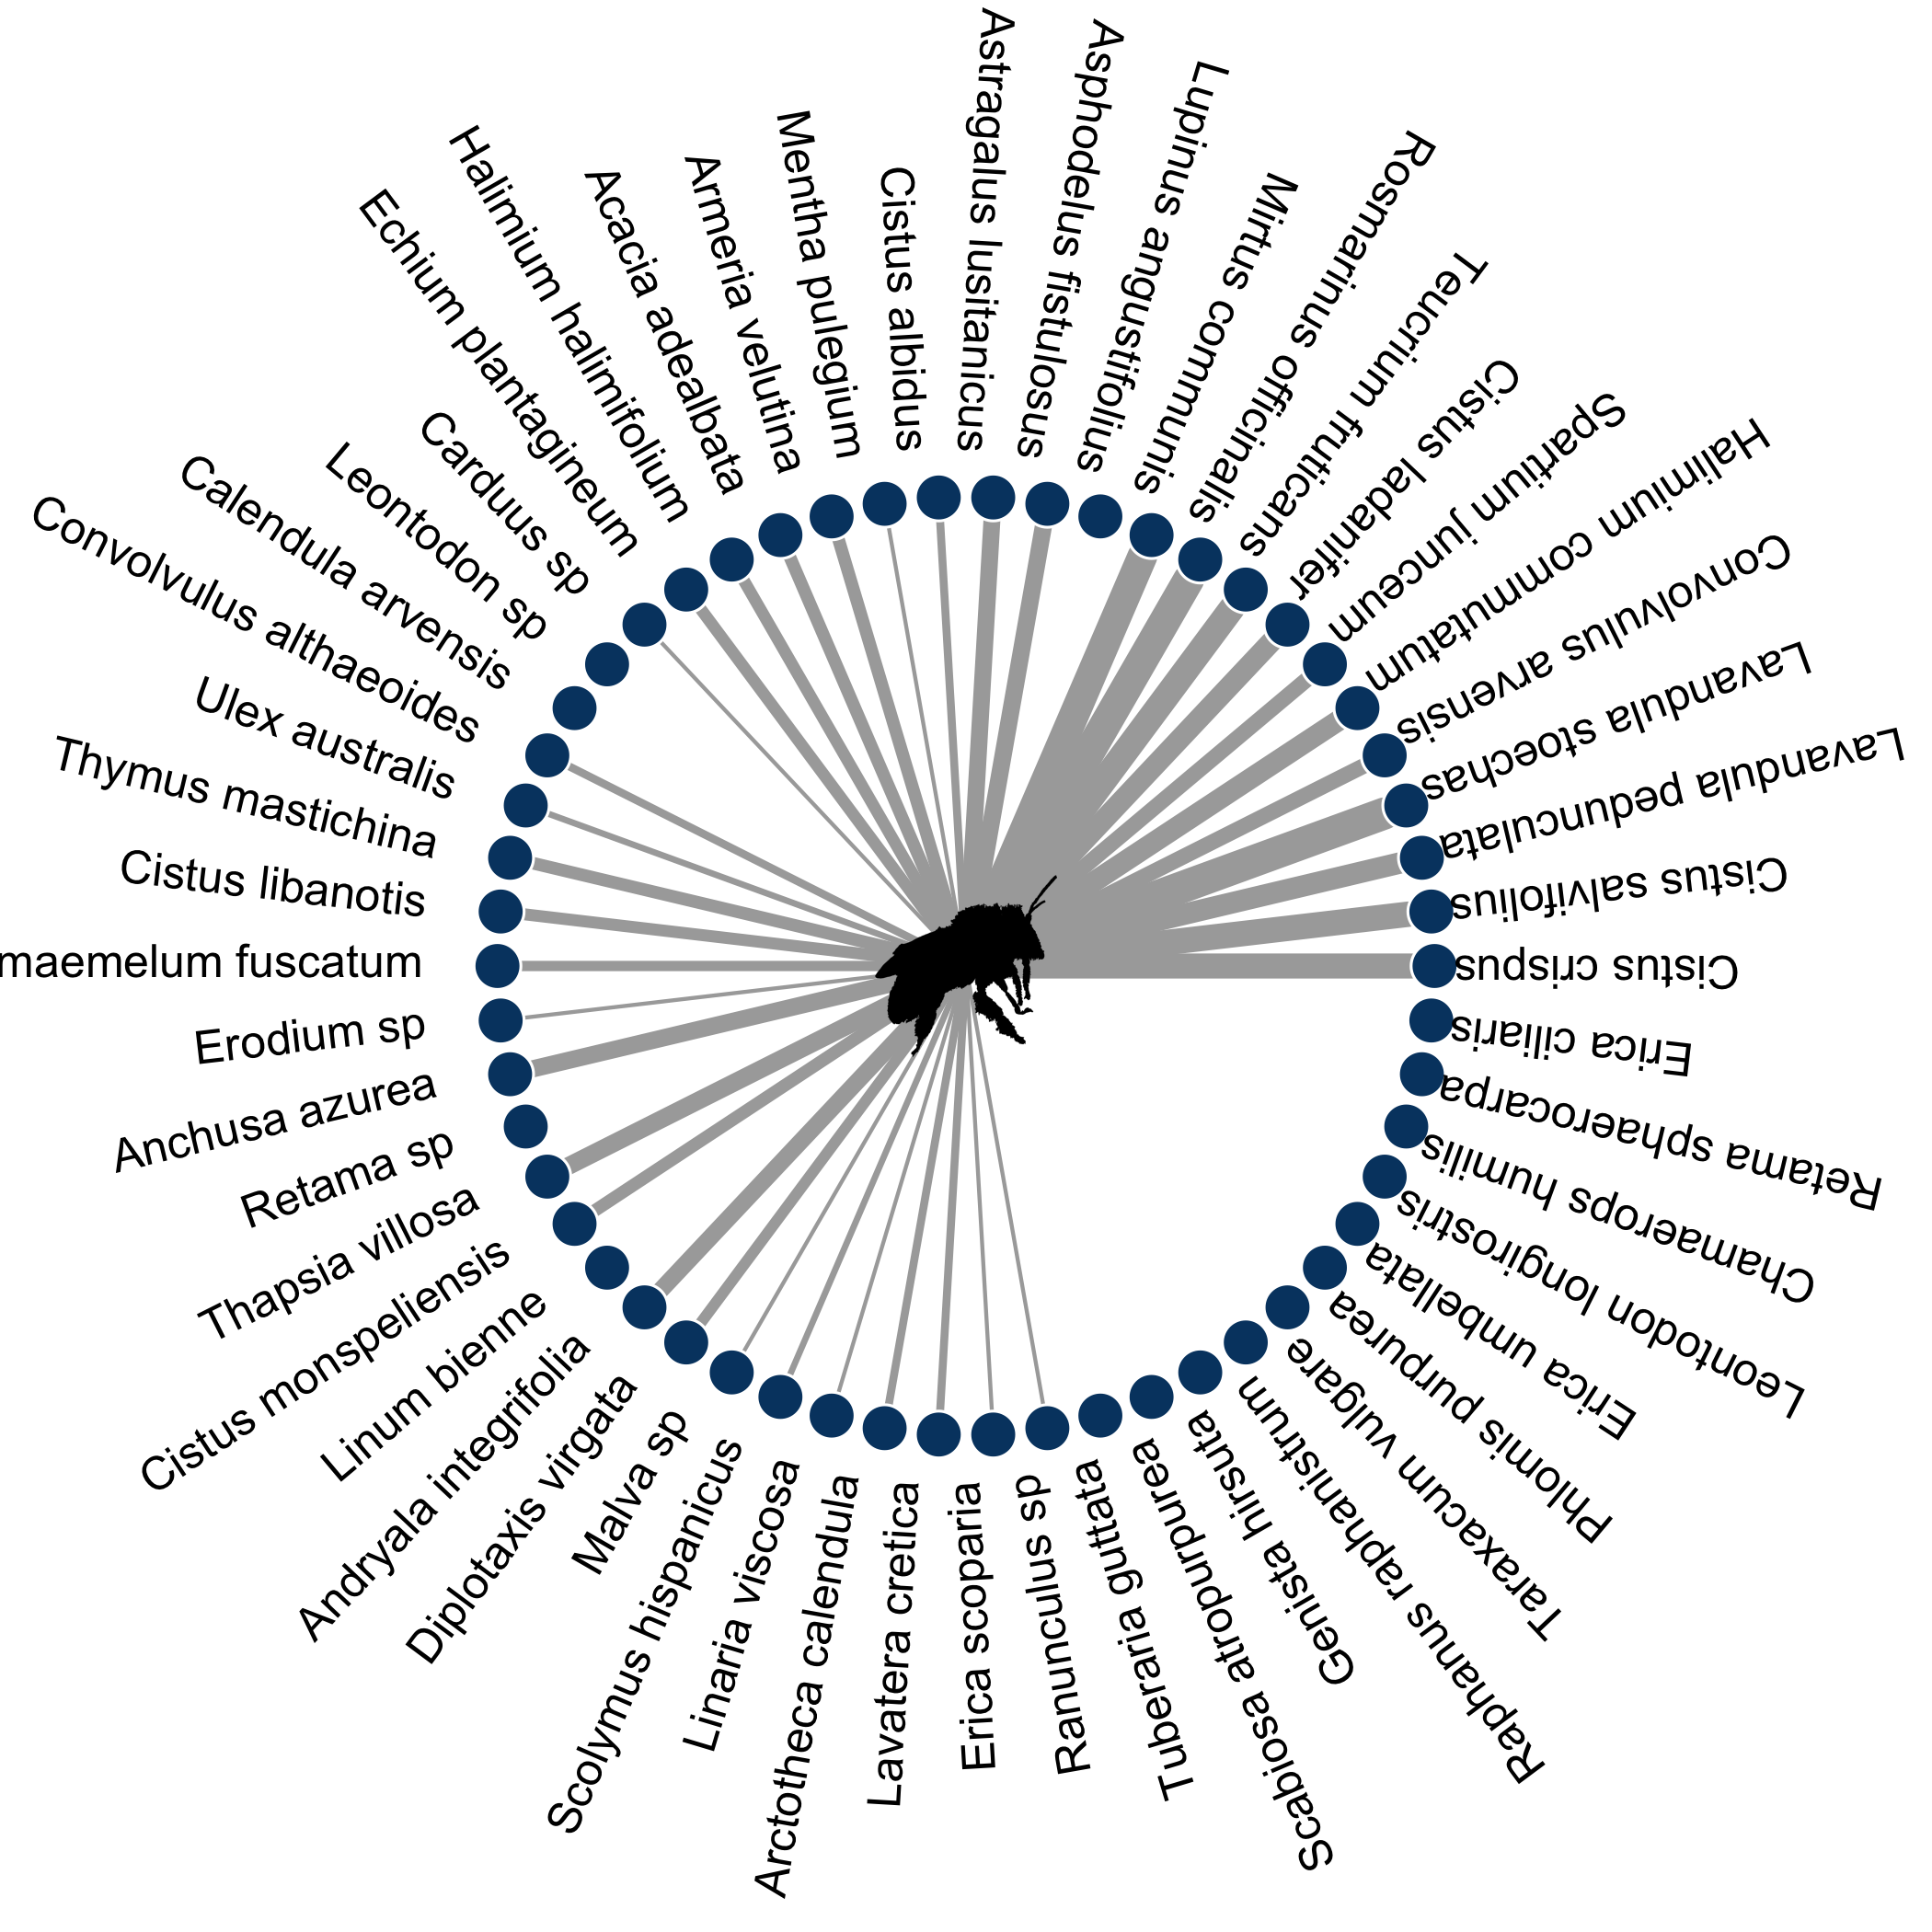 Astragalus lusitanicus
Asphodelus fistulosus
Lupinus angustifolius
Mirtus communis
Rosmarinus officinalis
Teucrium fruticans
Cistus ladanifer
Spartium junceum
Halimium commutatum
Convolvulus arvensis
Lavandula stoechas
Lavandula pedunculata
Cistus salvifolius
Cistus crispus
Erica ciliaris
Retama sphaerocarpa
Chamaerops humilis
Leontodon longirostris
Erica umbellata
Phlomis purpurea
Taraxacum vulgare
Raphanus raphanistrum
Genista hirsuta
Scabiosa atropurpurea
Tuberaria guttata
Ranunculus sp
Erica scoparia
Lavatera cretica
Arctotheca calendula
Linaria viscosa
Scolymus hispanicus
Malva sp
Diplotaxis virgata
Andryala integrifolia
Linum bienne
Cistus monspeliensis
Thapsia villosa
Retama sp
Anchusa azurea
Erodium sp
maemelum fuscatum
Cistus libanotis
Thymus mastichina
Ulex australis
Convolvulus althaeoides
Calendula arvensis
Leontodon sp
Carduus sp
Echium plantagineum
Halimium halimifolium
Acacia adealbata
Armeria velutina
Mentha pulegium
Cistus albidus